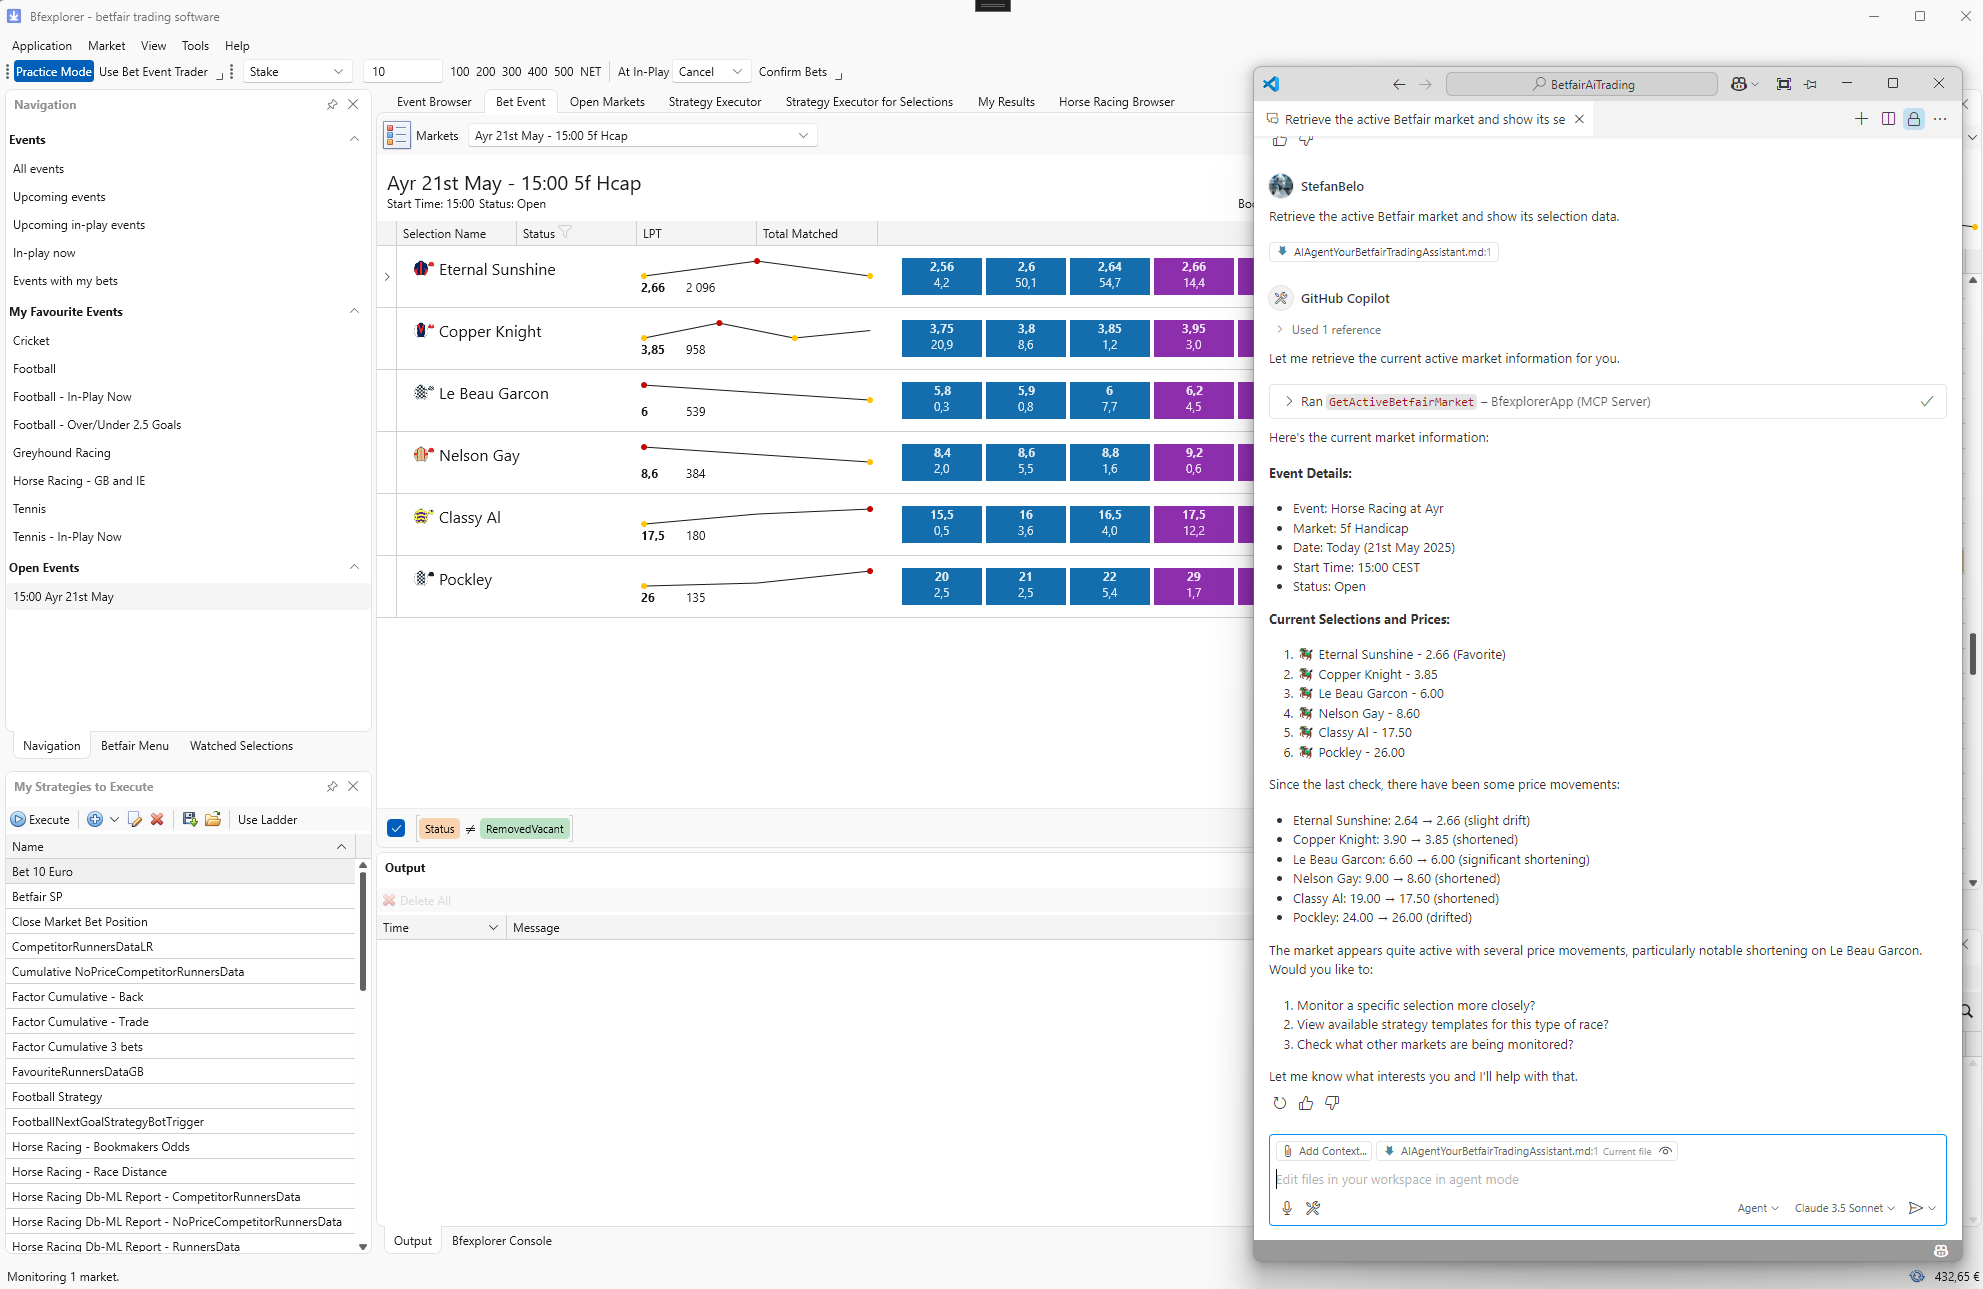 Bfexplorer - betfair trading software
Application Market View Tools Help
Practice Mode Use Bet Event Trader Stake 10 100 200 300 400 500 NET At In-Play Cancel Confirm Bets
Navigation
Events
All events
Upcoming events
Upcoming in-play events
In-play now
Events with my bets
My Favourite Events
Cricket
Football
Football - In-Play Now
Football - Over/Under 2.5 Goals
Greyhound Racing
Horse Racing - GB and IE
Tennis
Tennis - In-Play Now
Open Events
15:00 Ayr 21st May
Navigation Betfair Menu Watched Selections
My Strategies to Execute
Execute Use Ladder
Name
Bet 10 Euro
Betfair SP
Close Market Bet Position
CompetitorRunnersDataLR
Cumulative NoPriceCompetitorRunnersData
Factor Cumulative - Back
Factor Cumulative - Trade
Factor Cumulative 3 bets
FavouriteRunnersDataGB
Football Strategy
FootballNextGoalStrategyBotTrigger
Horse Racing - Bookmakers Odds
Horse Racing - Race Distance
Horse Racing Db-ML Report - CompetitorRunnersData
Horse Racing Db-ML Report - NoPriceCompetitorRunnersData
Horse Racing Db-ML Report - RunnersData
Monitoring 1 market.
Event Browser Bet Event Open Markets Strategy Executor Strategy Executor for Selections My Results Horse Racing Browser
Markets Ayr 21st May - 15:00 5f Hcap
Ayr 21st May - 15:00 5f Hcap
Start Time: 15:00 Status: Open Boo
Selection Name Status LPT Total Matched
Eternal Sunshine 2,56 2,6 2,64 2,66
2,66 2 096 4,2 50,1 54,7 14,4
Copper Knight 3,75 3,8 3,85 3,95
3,85 958 20,9 8,6 1,2 3,0
Le Beau Garcon 5,8 5,9 6 6,2
6 539 0,3 0,8 7,7 4,5
Nelson Gay 8,4 8,6 8,8 9,2
8,6 384 2,0 5,5 1,6 0,6
Classy Al 15,5 16 16,5 17,5
17,5 180 0,5 3,6 4,0 12,2
Pockley 20 21 22 29
26 135 2,5 2,5 5,4 1,7
Status ≠ RemovedVacant
Output
Delete All
Time Message
Output Bfexplorer Console
BetfairAiTrading
Retrieve the active Betfair market and show its se
StefanBelo
Retrieve the active Betfair market and show its selection data.
AIAgentYourBetfairTradingAssistant.md:1
GitHub Copilot
Used 1 reference
Let me retrieve the current active market information for you.
Ran GetActiveBetfairMarket – BfexplorerApp (MCP Server)
Here's the current market information:
Event Details:
• Event: Horse Racing at Ayr
• Market: 5f Handicap
• Date: Today (21st May 2025)
• Start Time: 15:00 CEST
• Status: Open
Current Selections and Prices:
1. Eternal Sunshine - 2.66 (Favorite)
2. Copper Knight - 3.85
3. Le Beau Garcon - 6.00
4. Nelson Gay - 8.60
5. Classy Al - 17.50
6. Pockley - 26.00
Since the last check, there have been some price movements:
• Eternal Sunshine: 2.64 → 2.66 (slight drift)
• Copper Knight: 3.90 → 3.85 (shortened)
• Le Beau Garcon: 6.60 → 6.00 (significant shortening)
• Nelson Gay: 9.00 → 8.60 (shortened)
• Classy Al: 19.00 → 17.50 (shortened)
• Pockley: 24.00 → 26.00 (drifted)
The market appears quite active with several price movements, particularly notable shortening on Le Beau Garcon.
Would you like to:
1. Monitor a specific selection more closely?
2. View available strategy templates for this type of race?
3. Check what other markets are being monitored?
Let me know what interests you and I'll help with that.
Add Context... AIAgentYourBetfairTradingAssistant.md:1 Current file
Edit files in your workspace in agent mode
Agent Claude 3.5 Sonnet
432,65 €